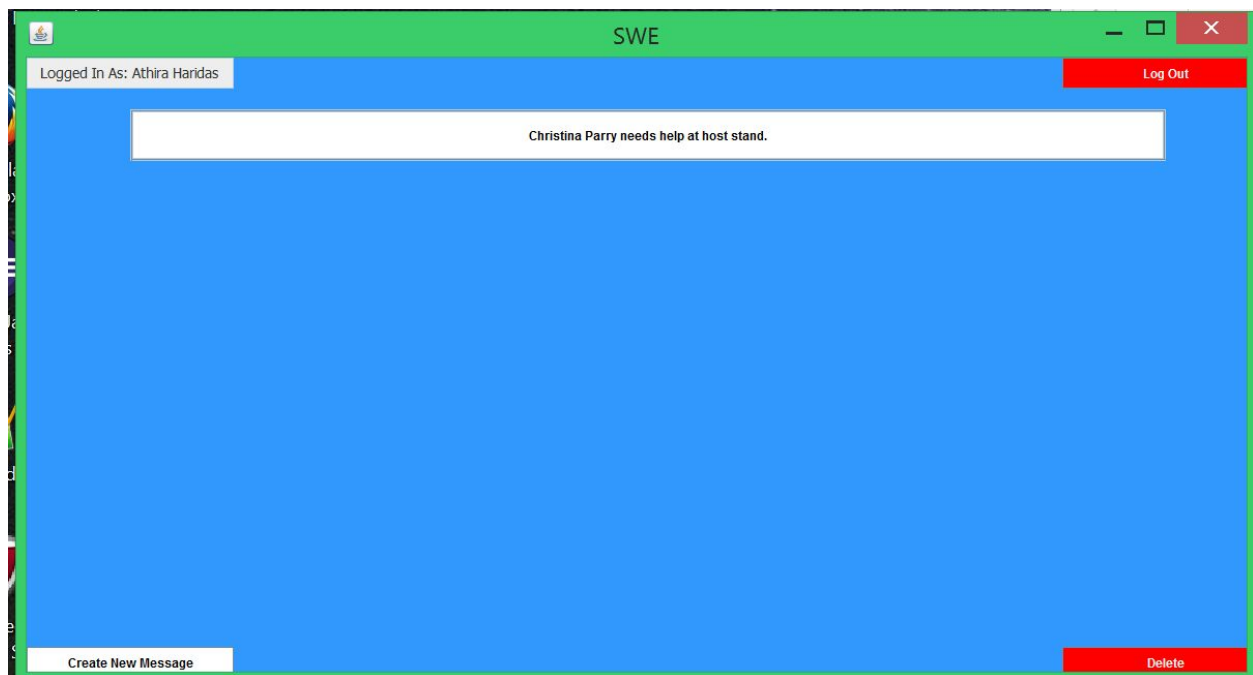 SWE
Logged In As: Athira Haridas
Log Out
Christina Parry needs help at host stand.
Create New Message
Delete